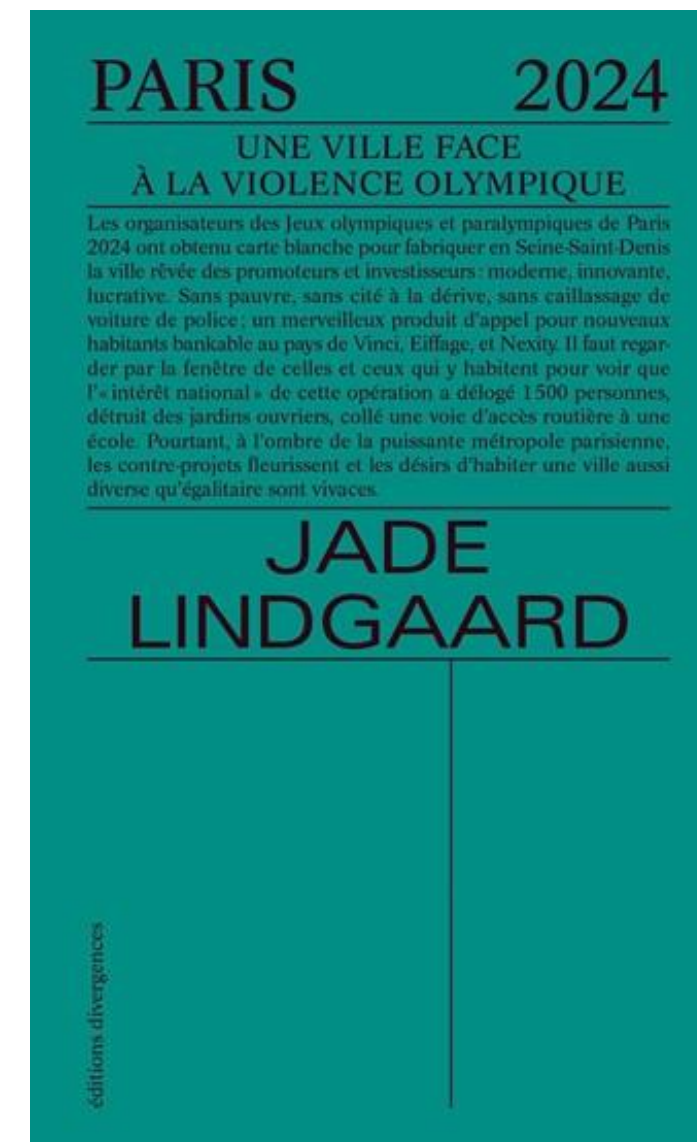 PARIS 2024
UNE VILLE FACE
À LA VIOLENCE OLYMPIQUE
Les organisateurs des Jeux olympiques et paralympiques de Paris
2024 ont obtenu carte blanche pour fabriquer en Seine-Saint-Denis
la ville rêvée des promoteurs et investisseurs : moderne, innovante,
lucrative. Sans pauvre, sans cité à la dérive, sans caillassage de
voiture de police ; un merveilleux produit d'appel pour nouveaux
habitants bankable au pays de Vinci, Eiffage, et Nexity. Il faut regar-
der par la fenêtre de celles et ceux qui y habitent pour voir que
l'« intérêt national » de cette opération a délogé 1500 personnes,
détruit des jardins ouvriers, collé une voie d'accès routière à une
école. Pourtant, à l'ombre de la puissante métropole parisienne,
les contre-projets fleurissent et les désirs d'habiter une ville aussi
diverse qu'égalitaire sont vivaces.
JADE
LINDGAARD
éditions divergences